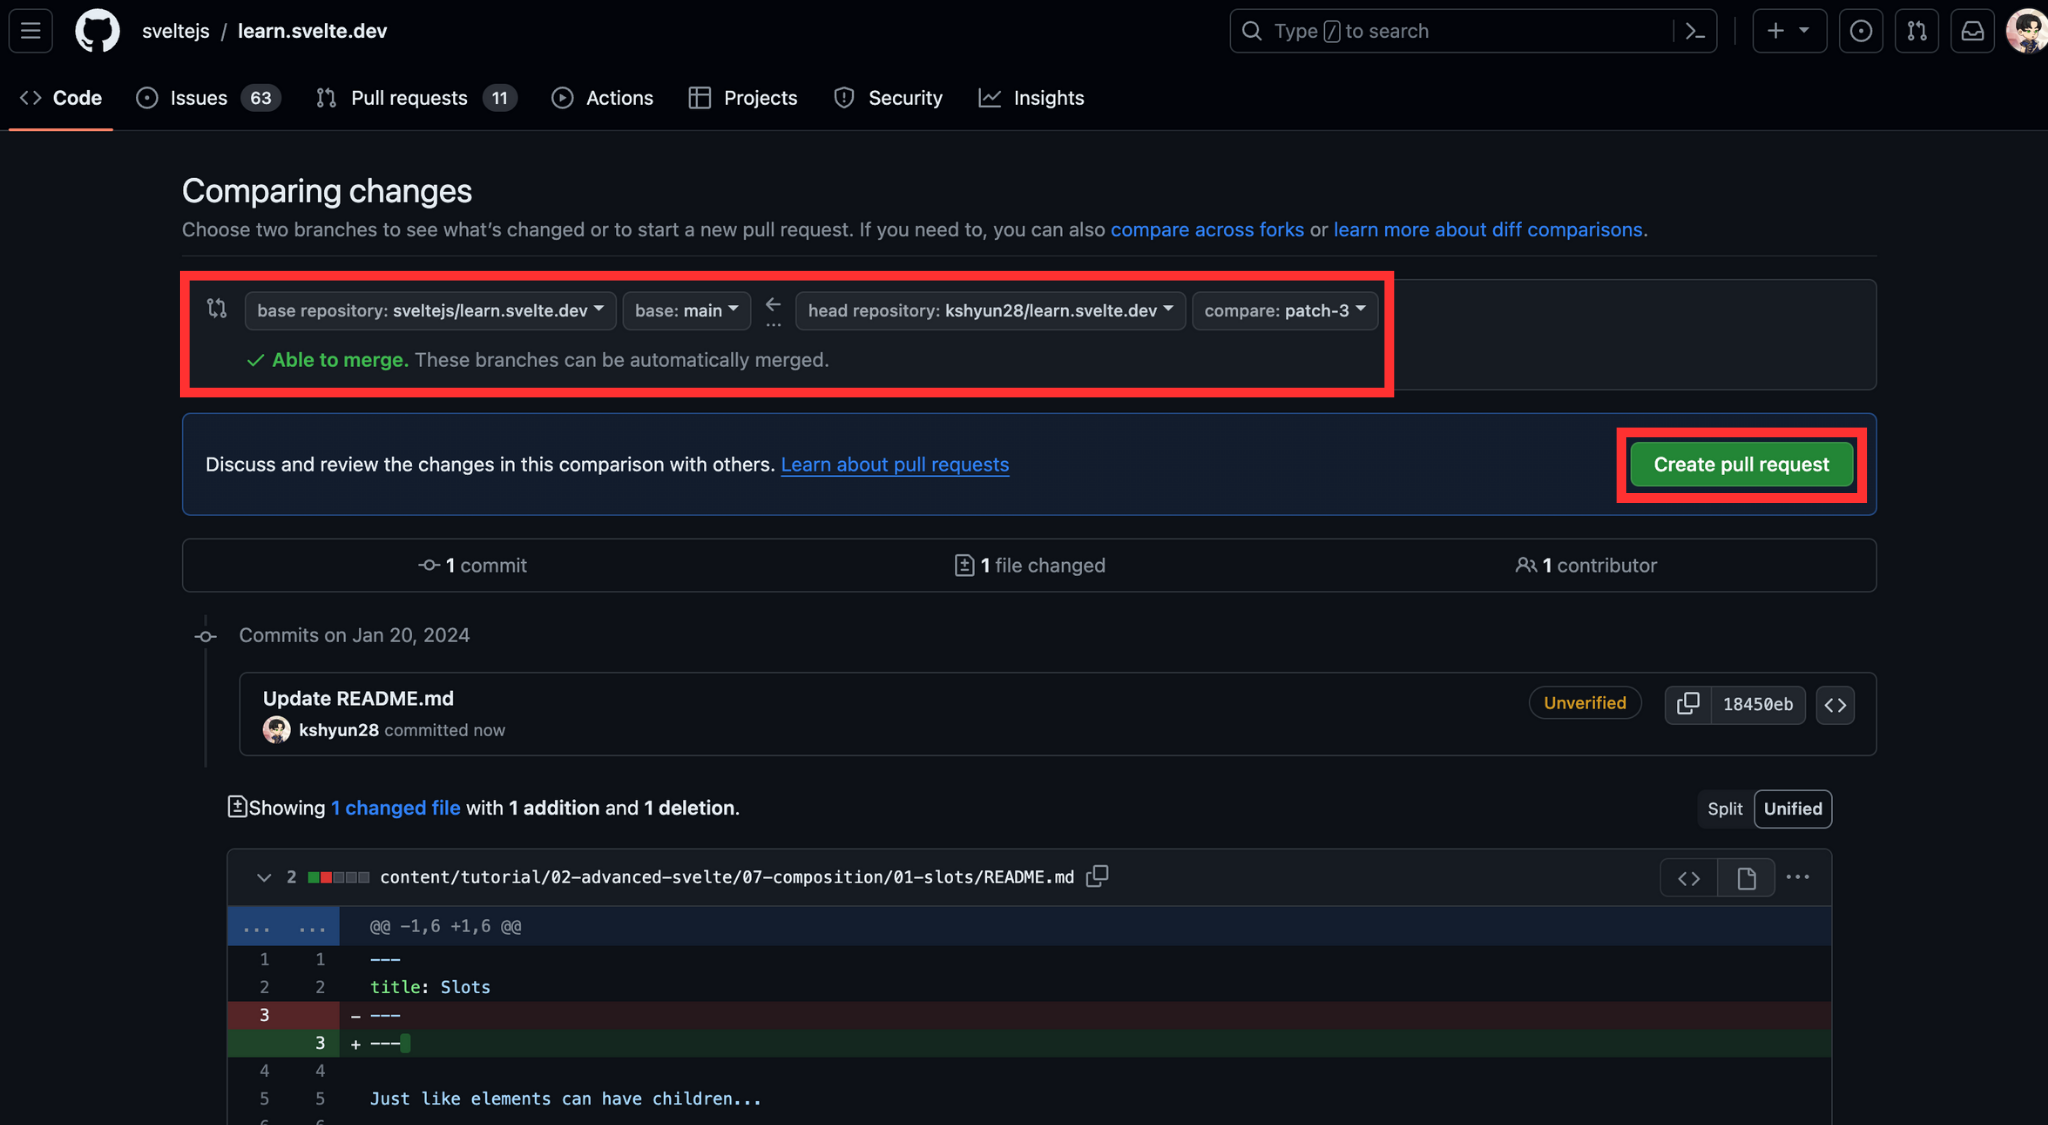 sveltejs / learn.svelte.dev
Type / to search
Code Issues 63 Pull requests 11 Actions Projects Security Insights
Comparing changes
Choose two branches to see what's changed or to start a new pull request. If you need to, you can also compare across forks or learn more about diff comparisons.
base repository: sveltejs/learn.svelte.dev base: main ... head repository: kshyun28/learn.svelte.dev compare: patch-3
Able to merge. These branches can be automatically merged.
Discuss and review the changes in this comparison with others. Learn about pull requests
Create pull request
1 commit 1 file changed 1 contributor
Commits on Jan 20, 2024
Update README.md
kshyun28 committed now
Unverified 18450eb
Showing 1 changed file with 1 addition and 1 deletion.
Split Unified
2 content/tutorial/02-advanced-svelte/07-composition/01-slots/README.md
... ... @@ -1,6 +1,6 @@
1 1 ---
2 2 title: Slots
3 - ---
3 + ---
4 4
5 5 Just like elements can have children...